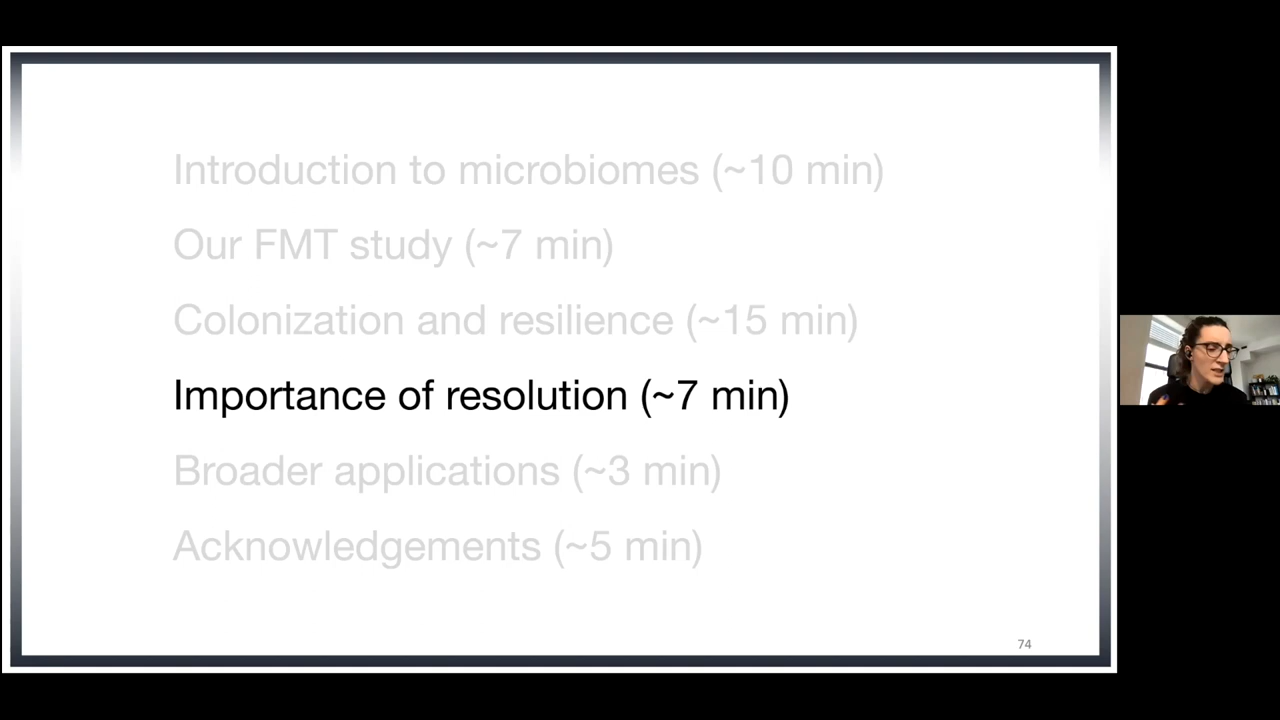 Introduction to microbiomes (~10 min)
Our FMT study (~7 min)
Colonization and resilience (~15 min)
Importance of resolution (~7 min)
Broader applications (~3 min)
Acknowledgements (~5 min)
74